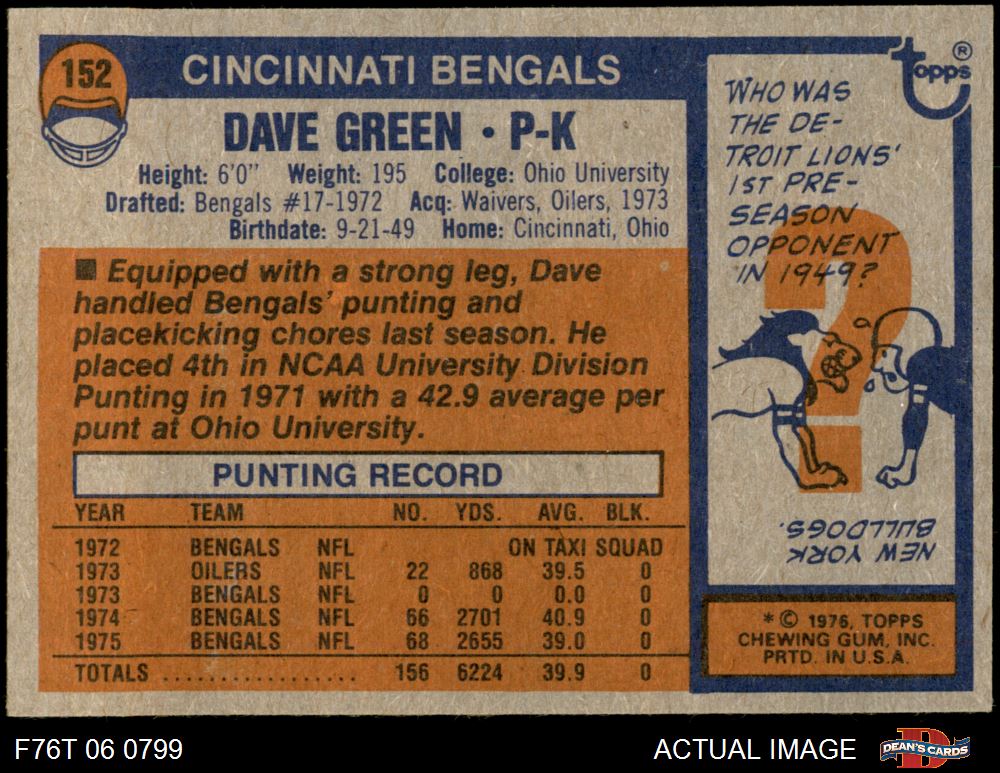 152
CINCINNATI BENGALS
DAVE GREEN • P-K
Height: 6'0" Weight: 195 College: Ohio University
Drafted: Bengals #17-1972 Acq: Waivers, Oilers, 1973
Birthdate: 9-21-49 Home: Cincinnati, Ohio
■ Equipped with a strong leg, Dave
handled Bengals' punting and
placekicking chores last season. He
placed 4th in NCAA University Division
Punting in 1971 with a 42.9 average per
punt at Ohio University.
PUNTING RECORD
YEAR TEAM NO. YDS. AVG. BLK.
1972 BENGALS NFL ON TAXI SQUAD
1973 OILERS NFL 22 868 39.5 0
1973 BENGALS NFL 0 0 0.0 0
1974 BENGALS NFL 66 2701 40.9 0
1975 BENGALS NFL 68 2655 39.0 0
TOTALS ................. 156 6224 39.9 0
Topps ®
WHO WAS
THE DE-
TROIT LIONS'
1ST PRE-
SEASON
OPPONENT
IN 1949?
?
NEW YORK
BULLDOGS.
* © 1976, TOPPS
CHEWING GUM, INC.
PRTD. IN U.S.A.
F76T 06 0799
ACTUAL IMAGE
D
DEAN'S CARDS